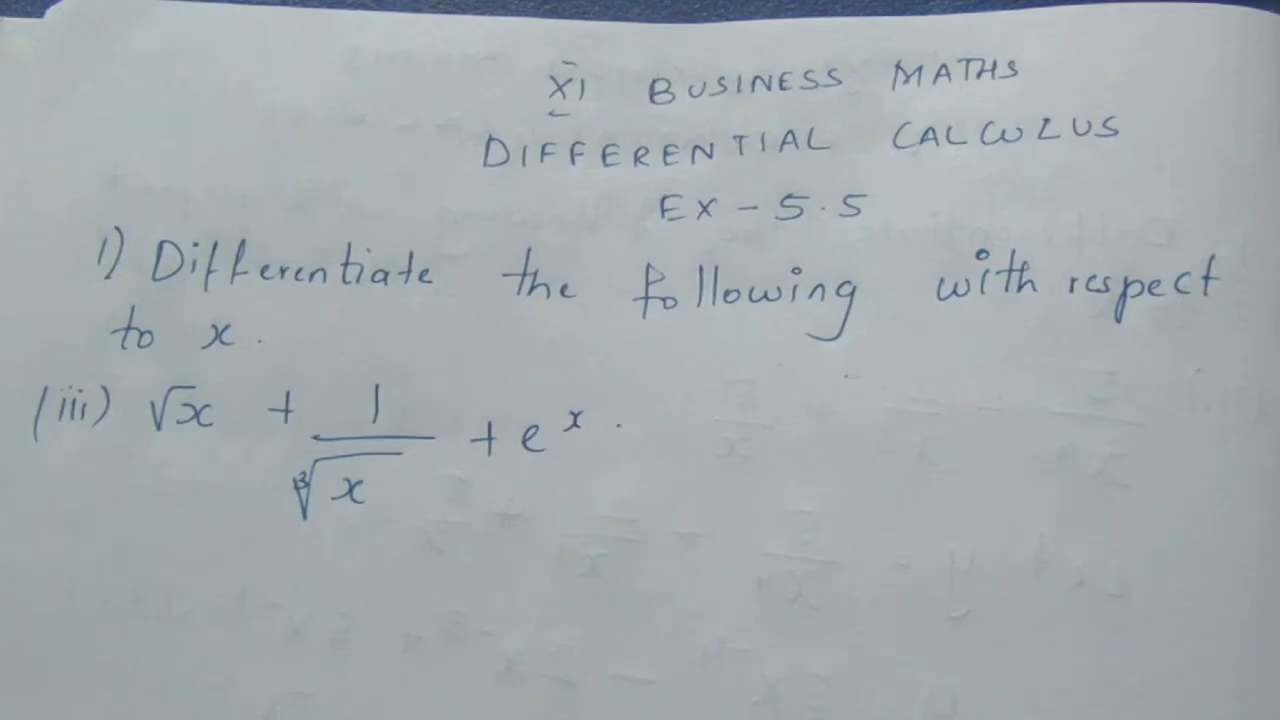 XI BUSINESS MATHS
DIFFERENTIAL CALCULUS
EX - 5.5
1) Differentiate the following with respect
to x.
(iii) √x + 1/∛x + e^x.